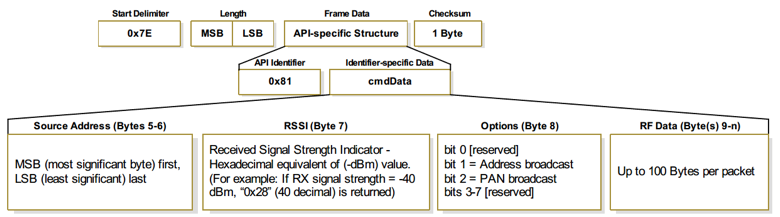 Start Delimiter
Length
Frame Data
Checksum
0x7E
MSB
LSB
API-specific Structure
1 Byte
API Identifier
Identifier-specific Data
0x81
cmdData
Source Address (Bytes 5-6)
MSB (most significant byte) first,
LSB (least significant) last
RSSI (Byte 7)
Received Signal Strength Indicator -
Hexadecimal equivalent of (-dBm) value.
(For example: If RX signal strength = -40
dBm, “0x28” (40 decimal) is returned)
Options (Byte 8)
bit 0 [reserved]
bit 1 = Address broadcast
bit 2 = PAN broadcast
bits 3-7 [reserved]
RF Data (Byte(s) 9-n)
Up to 100 Bytes per packet